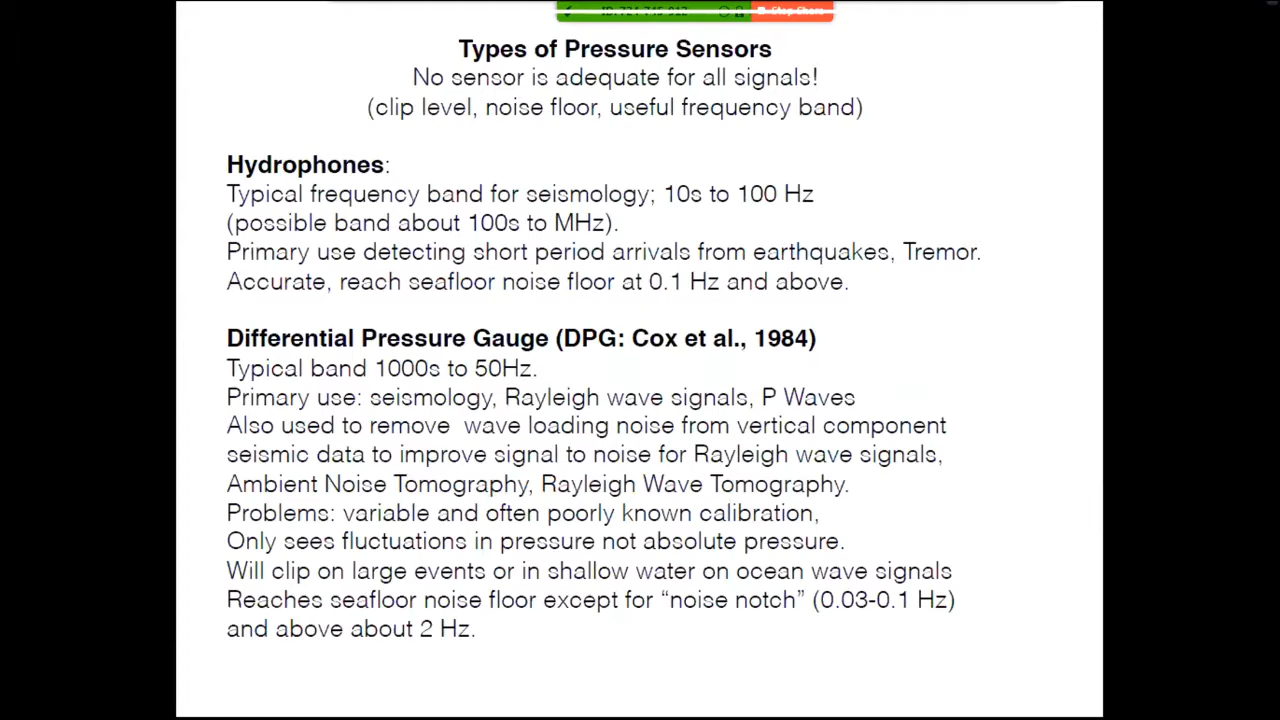 Types of Pressure Sensors
No sensor is adequate for all signals!
(clip level, noise floor, useful frequency band)
Hydrophones:
Typical frequency band for seismology; 10s to 100 Hz
(possible band about 100s to MHz).
Primary use detecting short period arrivals from earthquakes, Tremor.
Accurate, reach seafloor noise floor at 0.1 Hz and above.
Differential Pressure Gauge (DPG: Cox et al., 1984)
Typical band 1000s to 50Hz.
Primary use: seismology, Rayleigh wave signals, P Waves
Also used to remove  wave loading noise from vertical component
seismic data to improve signal to noise for Rayleigh wave signals,
Ambient Noise Tomography, Rayleigh Wave Tomography.
Problems: variable and often poorly known calibration,
Only sees fluctuations in pressure not absolute pressure.
Will clip on large events or in shallow water on ocean wave signals
Reaches seafloor noise floor except for “noise notch” (0.03-0.1 Hz)
and above about 2 Hz.